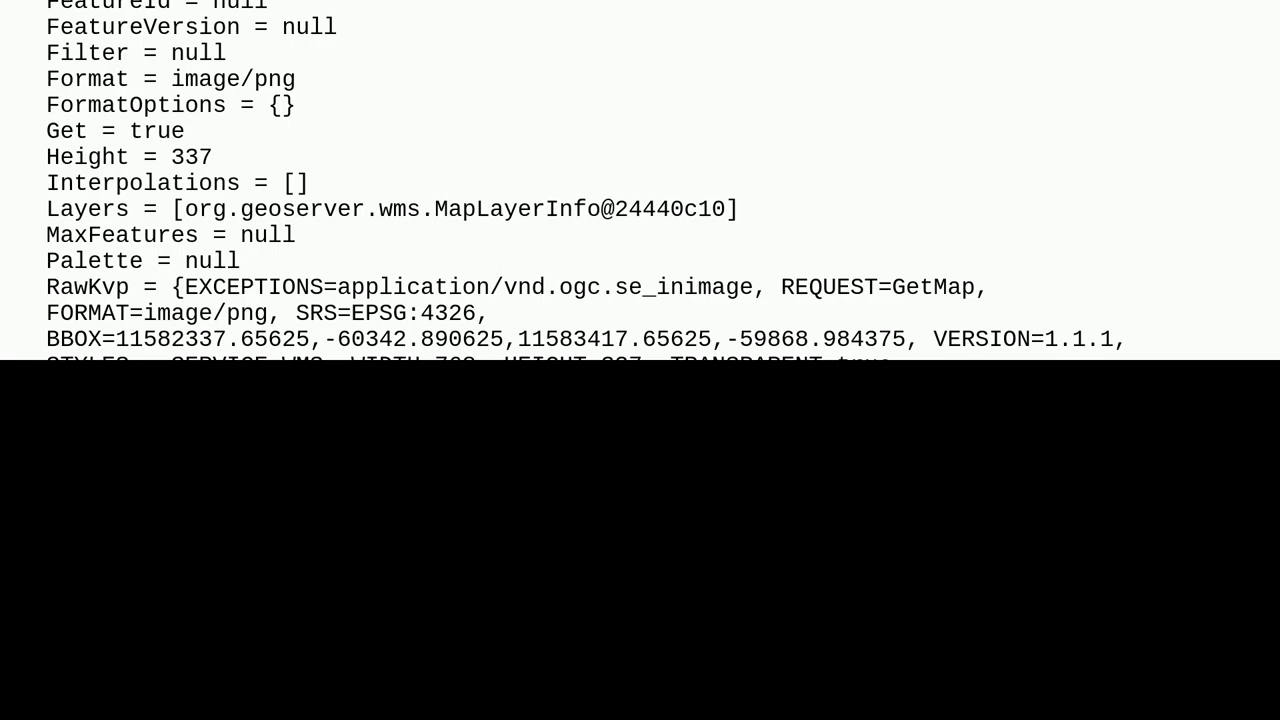 FeatureId = null
FeatureVersion = null
Filter = null
Format = image/png
FormatOptions = {}
Get = true
Height = 337
Interpolations = []
Layers = [org.geoserver.wms.MapLayerInfo@24440c10]
MaxFeatures = null
Palette = null
RawKvp = {EXCEPTIONS=application/vnd.ogc.se_inimage, REQUEST=GetMap,
FORMAT=image/png, SRS=EPSG:4326,
BBOX=11582337.65625,-60342.890625,11583417.65625,-59868.984375, VERSION=1.1.1,